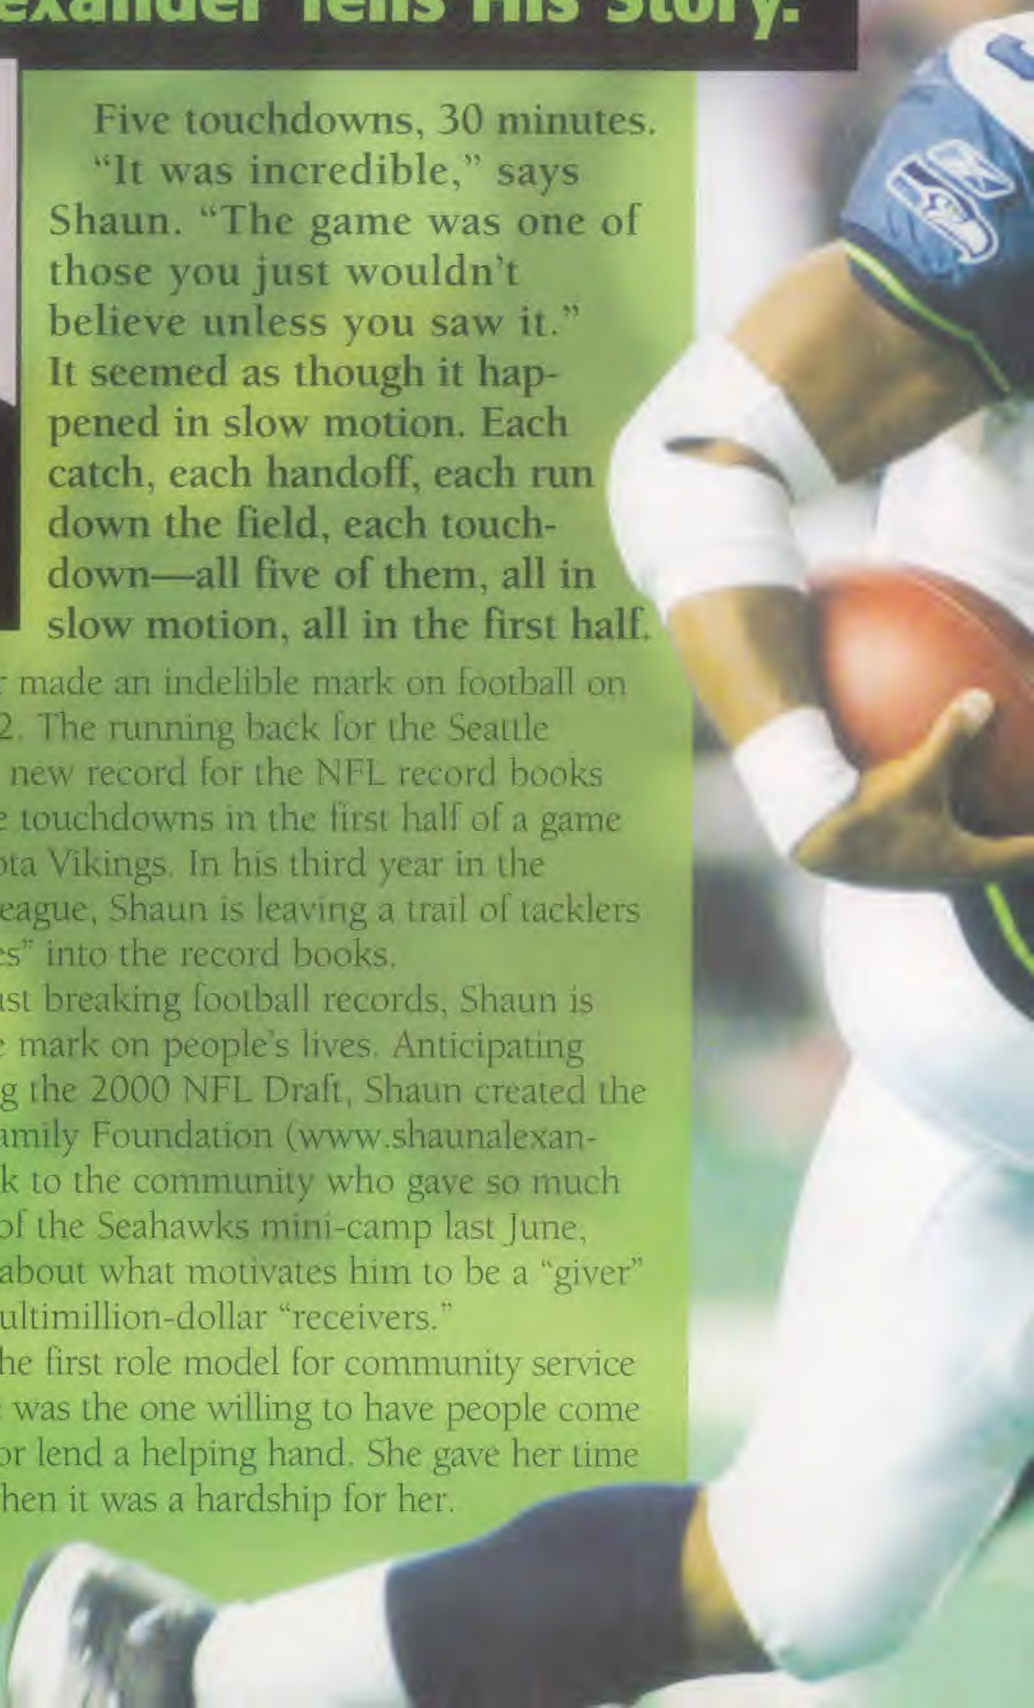 exander Tells His Story.
Five touchdowns, 30 minutes.
“It was incredible,” says
Shaun. “The game was one of
those you just wouldn't
believe unless you saw it.”
It seemed as though it hap-
pened in slow motion. Each
catch, each handoff, each run
down the field, each touch-
down—all five of them, all in
slow motion, all in the first half.
r made an indelible mark on football on
2. The running back for the Seattle
new record for the NFL record books
e touchdowns in the first half of a game
ota Vikings. In his third year in the
eague, Shaun is leaving a trail of tacklers
es” into the record books.
ust breaking football records, Shaun is
e mark on people's lives. Anticipating
g the 2000 NFL Draft, Shaun created the
amily Foundation (www.shaunalexan-
k to the community who gave so much
of the Seahawks mini-camp last June,
about what motivates him to be a “giver”
ultimillion-dollar “receivers.”
he first role model for community service
e was the one willing to have people come
or lend a helping hand. She gave her time
hen it was a hardship for her.